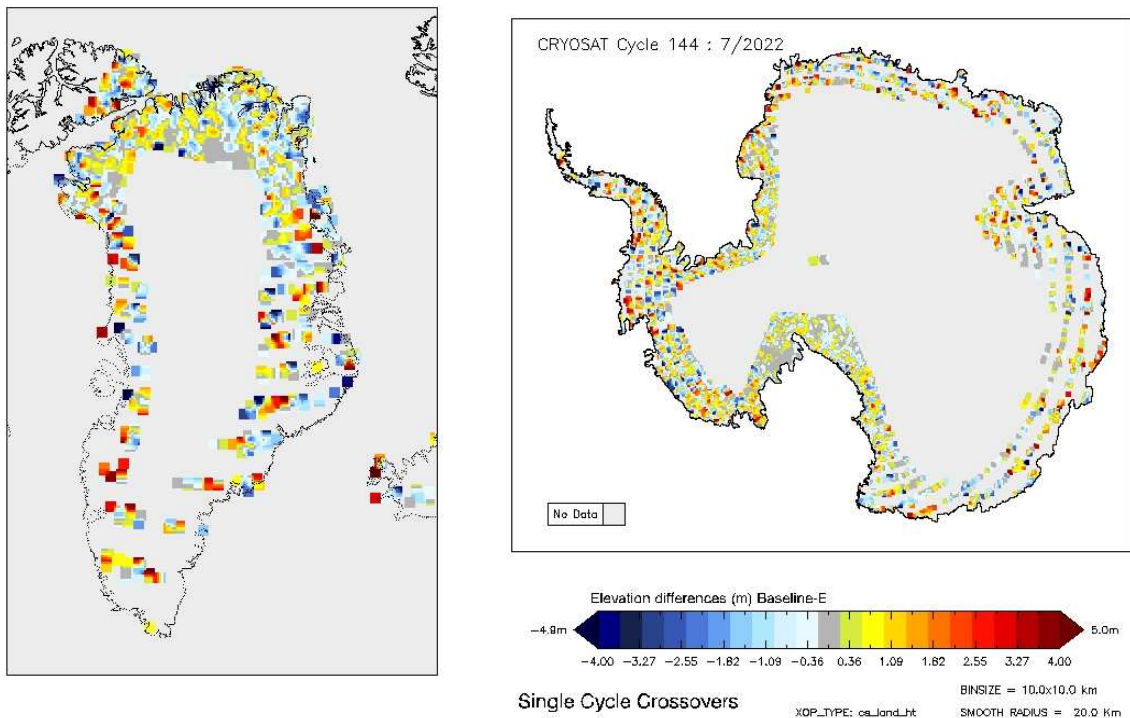 CRYOSAT Cycle 144 : 7/2022
No Data
Elevation differences (m) Baseline-E
-4.9m 5.0m
-4.00 -3.27 -2.55 -1.82 -1.09 -0.36 0.36 1.09 1.82 2.55 3.27 4.00
Single Cycle Crossovers
BINSIZE = 10.0x10.0 km
XOP_TYPE: cs_land_ht SMOOTH RADIUS = 20.0 Km